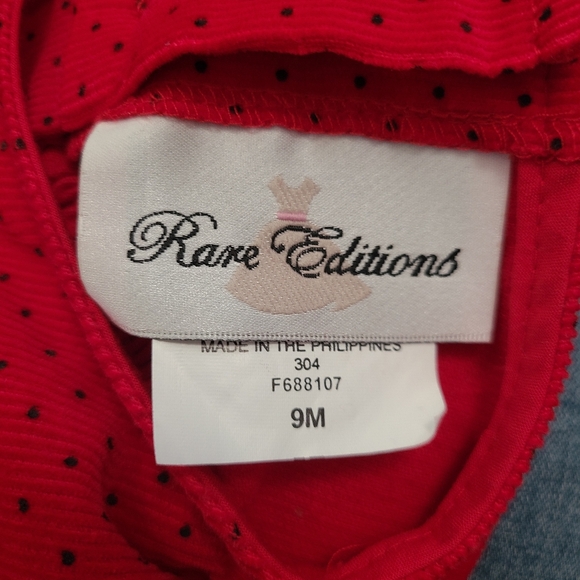 Rare Editions
MADE IN THE PHILIPPINES
304
F688107
9M